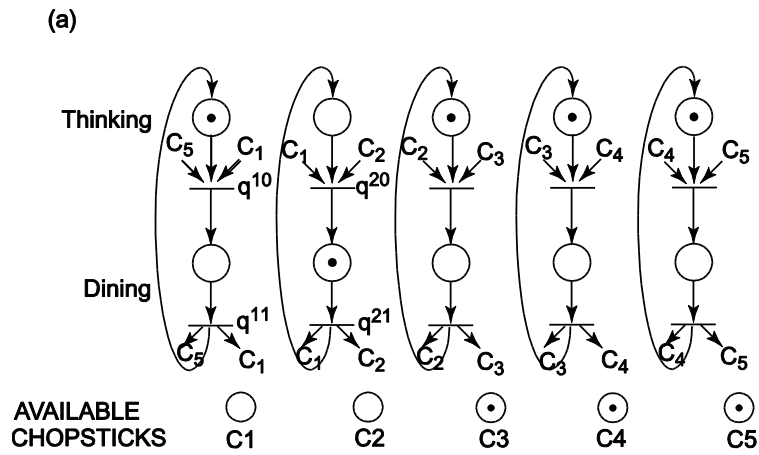 (a)
Thinking
C5 C1 C1 C2 C2 C3 C3 C4 C4 C5
q10 q20
Dining
q11 q21
C5 C1 C1 C2 C2 C3 C3 C4 C4 C5
AVAILABLE
CHOPSTICKS C1 C2 C3 C4 C5